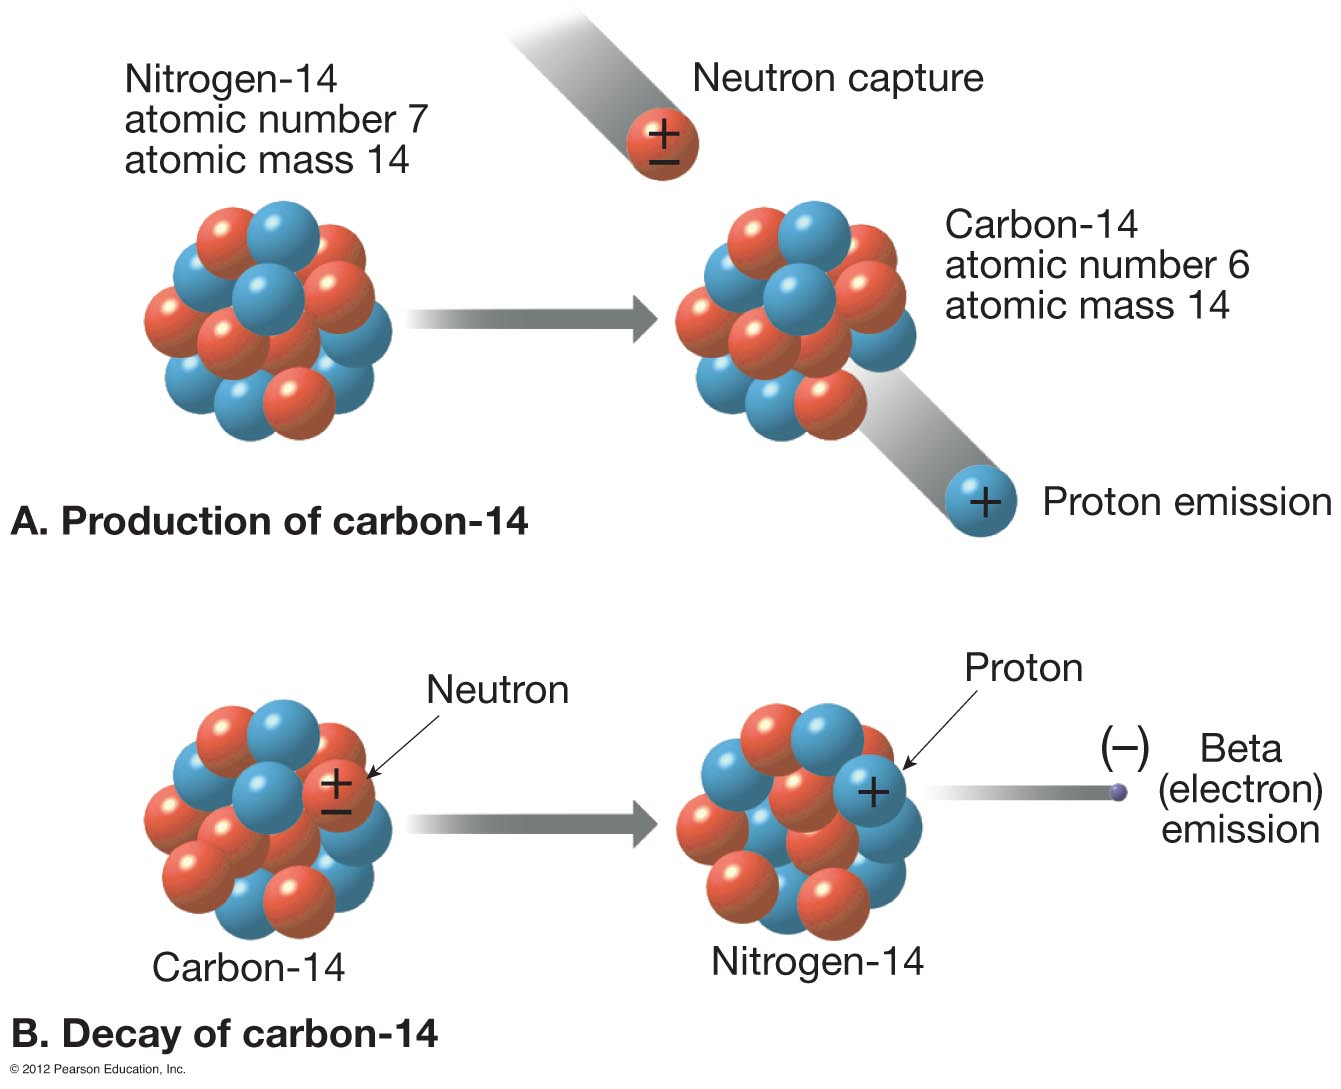 Nitrogen-14
atomic number 7
atomic mass 14
Neutron capture
+
−
Carbon-14
atomic number 6
atomic mass 14
+
Proton emission
A. Production of carbon-14
Neutron
+
−
Carbon-14
Proton
+
Nitrogen-14
(−)
Beta
(electron)
emission
B. Decay of carbon-14
© 2012 Pearson Education, Inc.